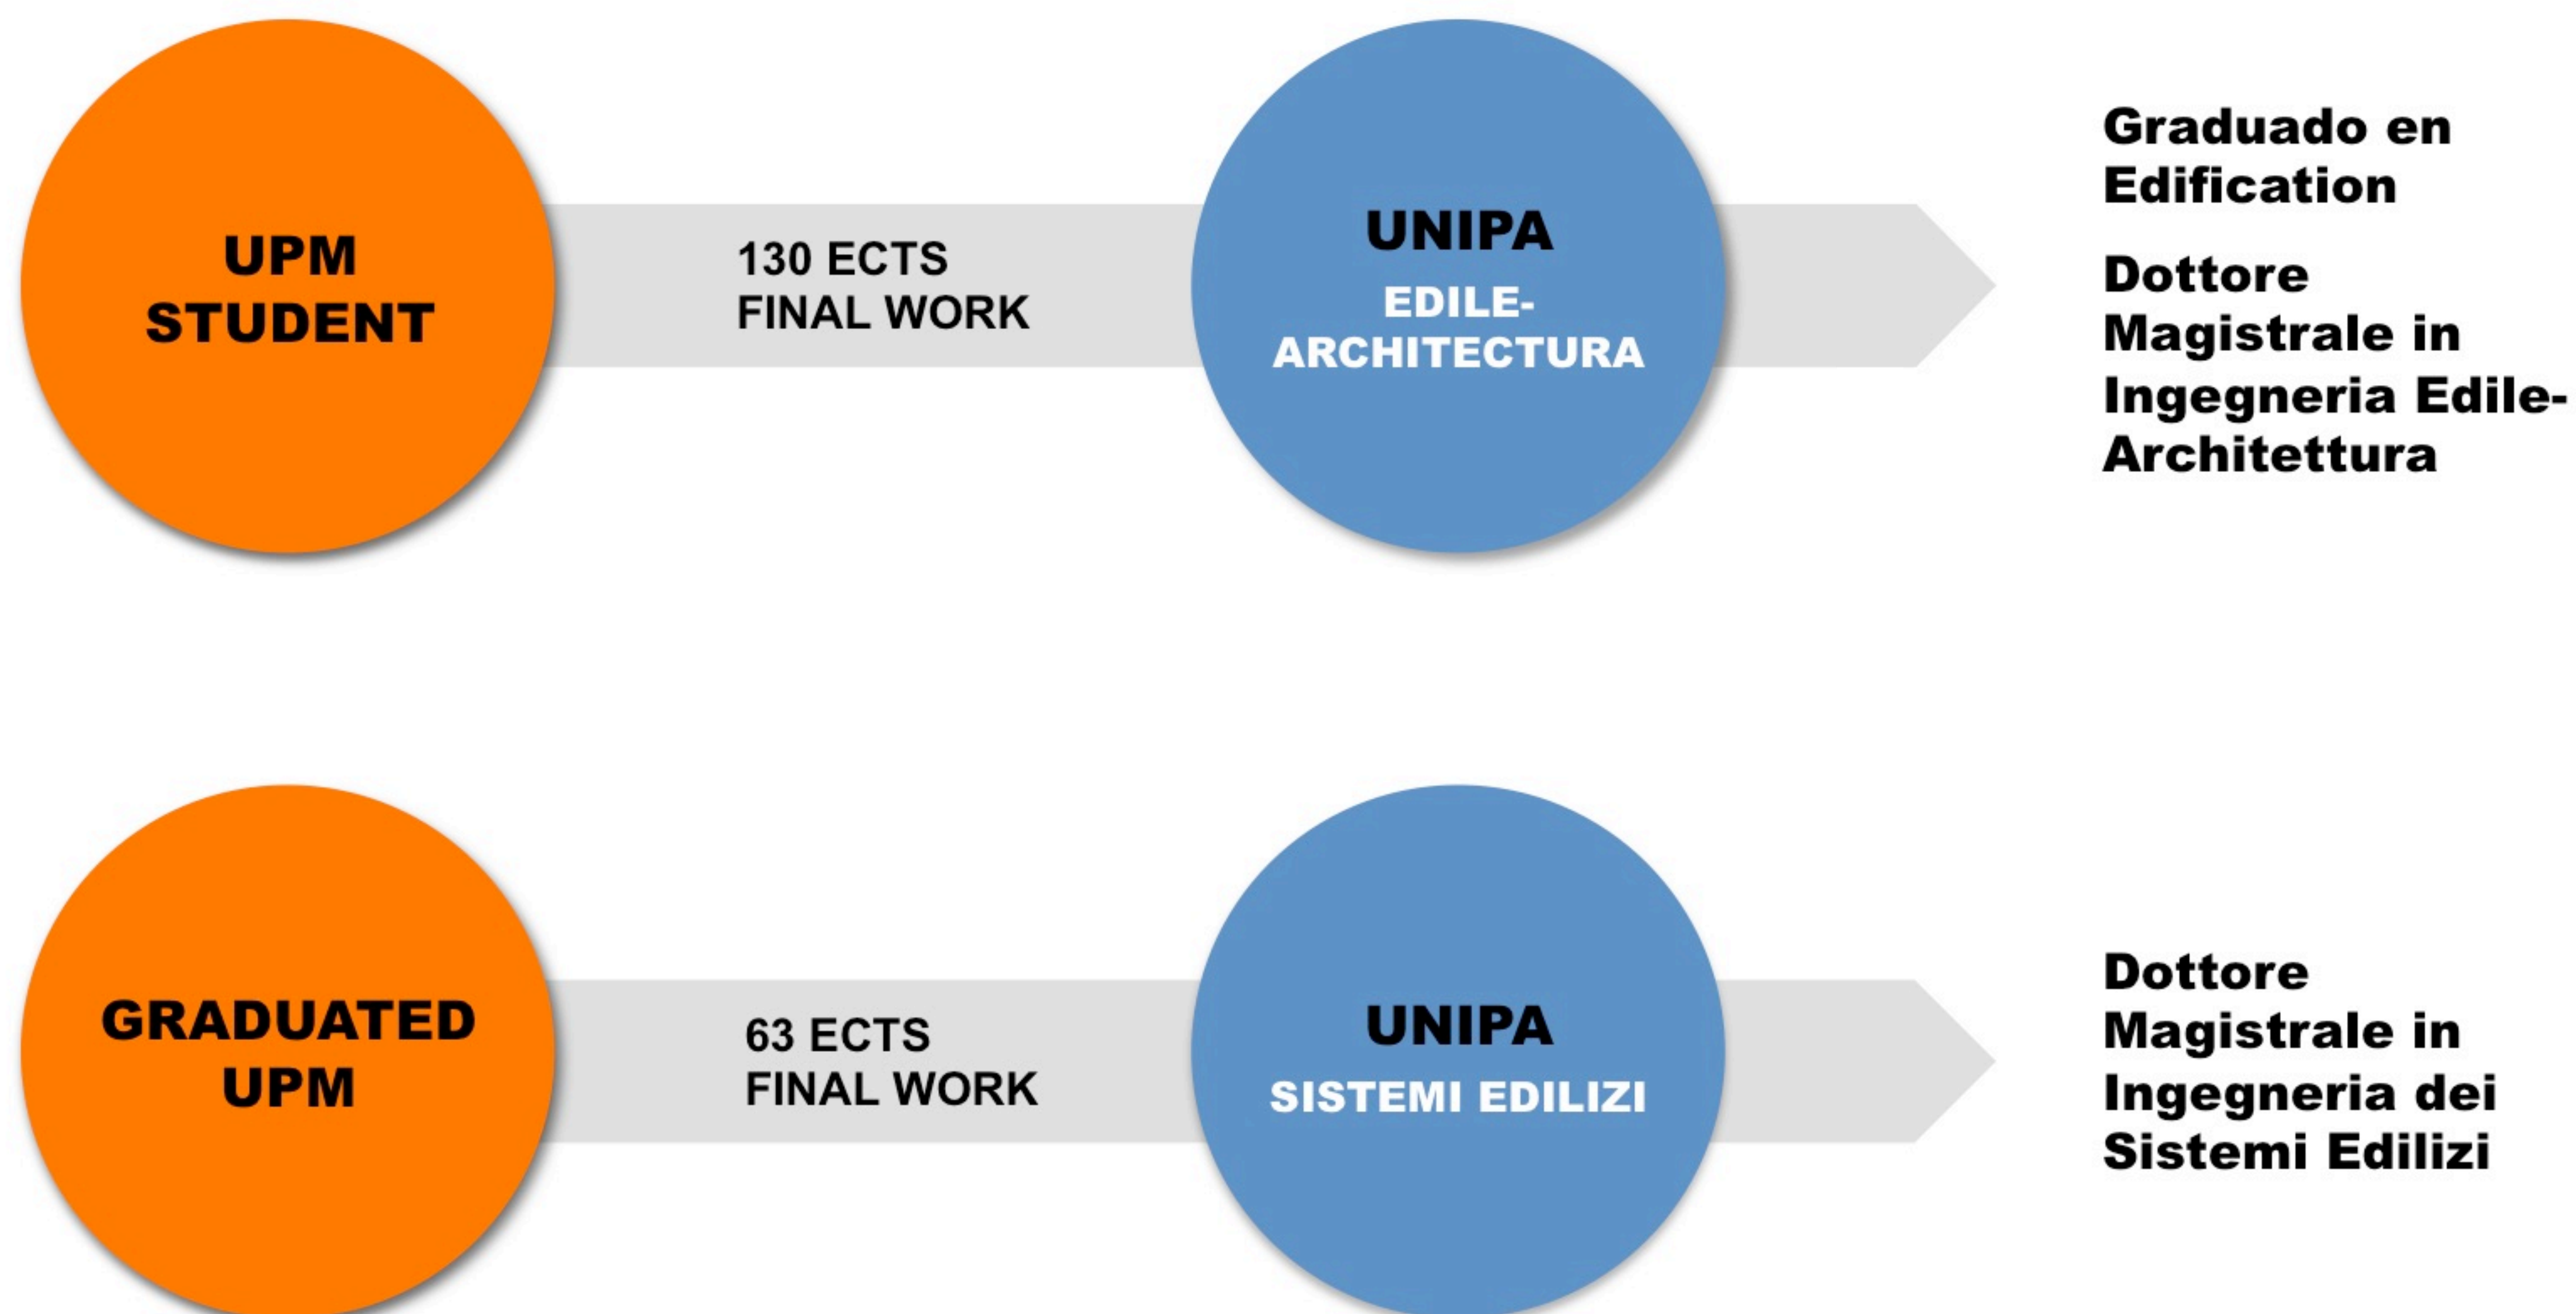 UPM
STUDENT
130 ECTS
FINAL WORK
UNIPA
EDILE-
ARCHITECTURA
Graduado en
Edification
Dottore
Magistrale in
Ingegneria Edile-
Architettura
GRADUATED
UPM
63 ECTS
FINAL WORK
UNIPA
SISTEMI EDILIZI
Dottore
Magistrale in
Ingegneria dei
Sistemi Edilizi